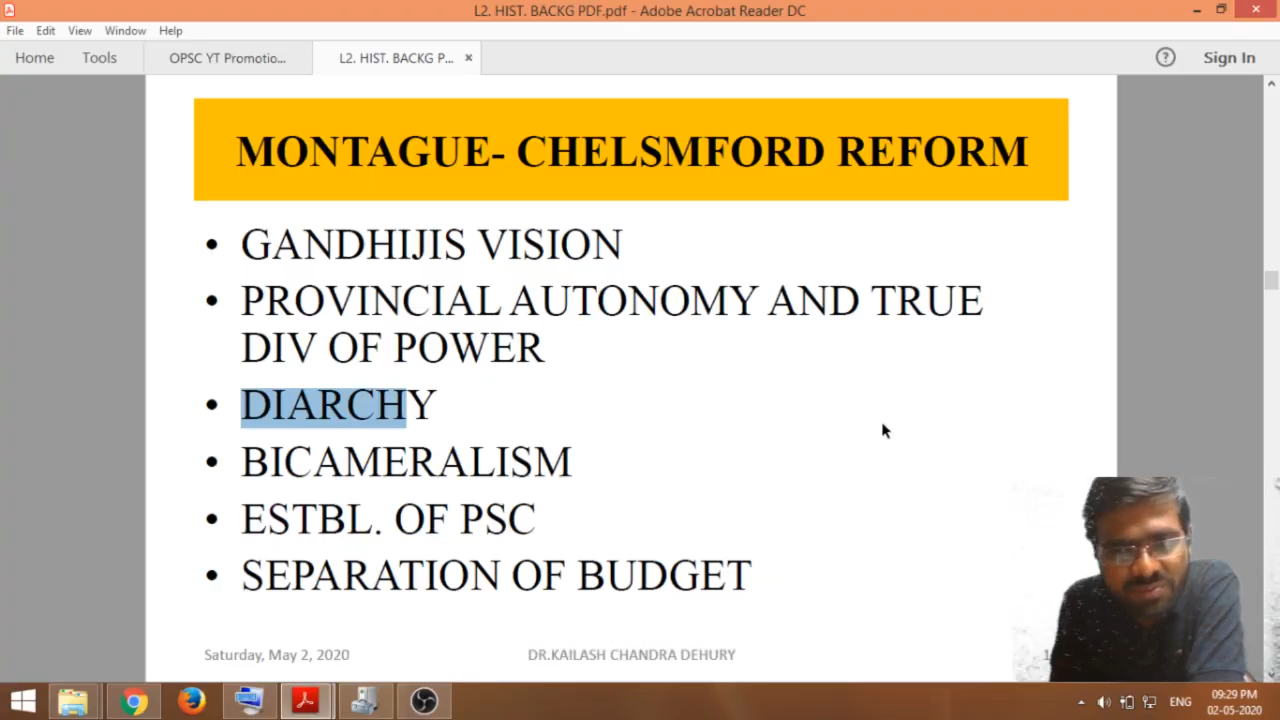 L2. HIST. BACKG PDF.pdf - Adobe Acrobat Reader DC
File Edit View Window Help
Home Tools OPSC YT Promotio... L2. HIST. BACKG P... Sign In
MONTAGUE- CHELSMFORD REFORM
• GANDHIJIS VISION
• PROVINCIAL AUTONOMY AND TRUE
DIV OF POWER
• DIARCHY
• BICAMERALISM
• ESTBL. OF PSC
• SEPARATION OF BUDGET
Saturday, May 2, 2020 DR.KAILASH CHANDRA DEHURY
ENG 09:29 PM
02-05-2020